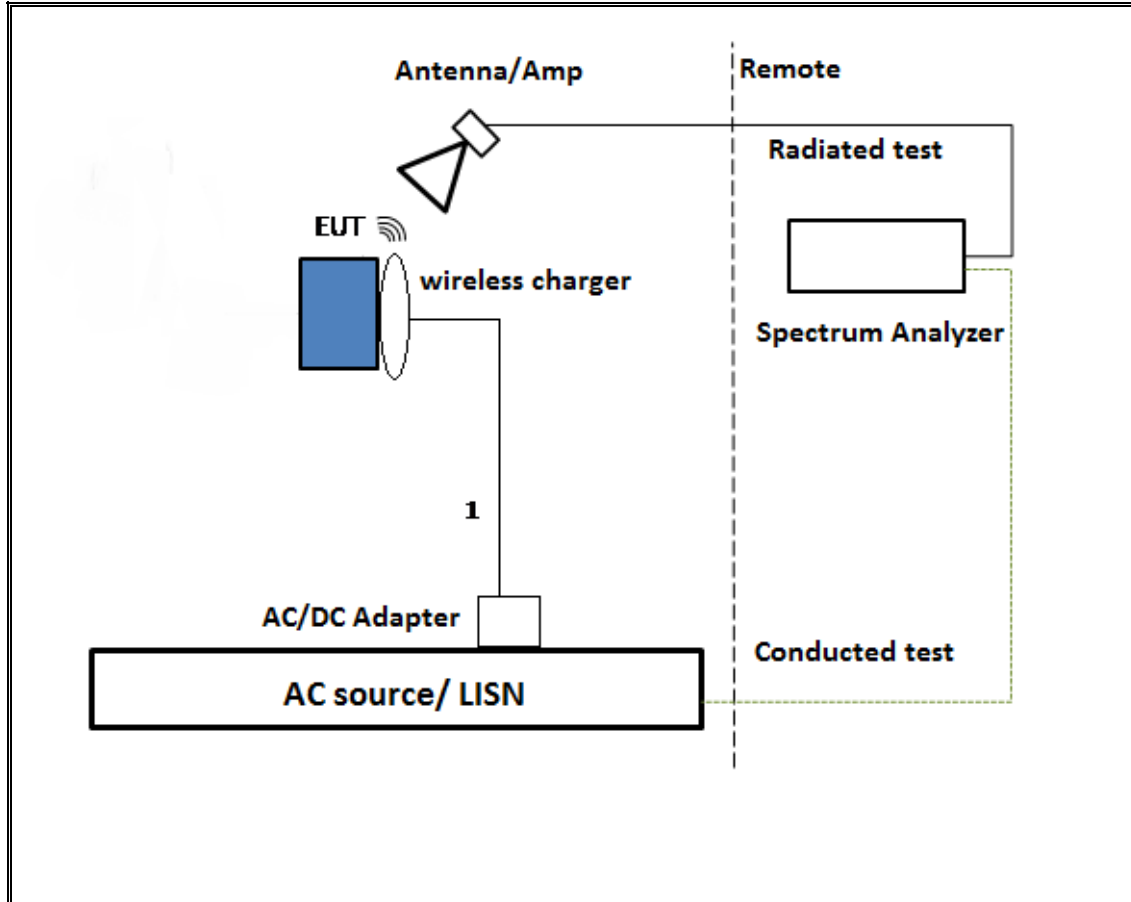 Antenna/Amp
Remote
Radiated test
EUT
wireless charger
Spectrum Analyzer
1
AC/DC Adapter
Conducted test
AC source/ LISN